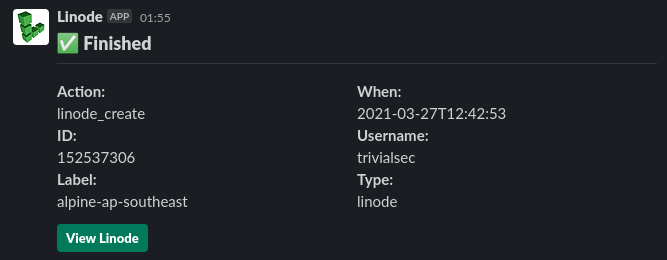 Linode APP 01:55
✅ Finished
Action: When:
linode_create 2021-03-27T12:42:53
ID: Username:
152537306 trivialsec
Label: Type:
alpine-ap-southeast linode
View Linode